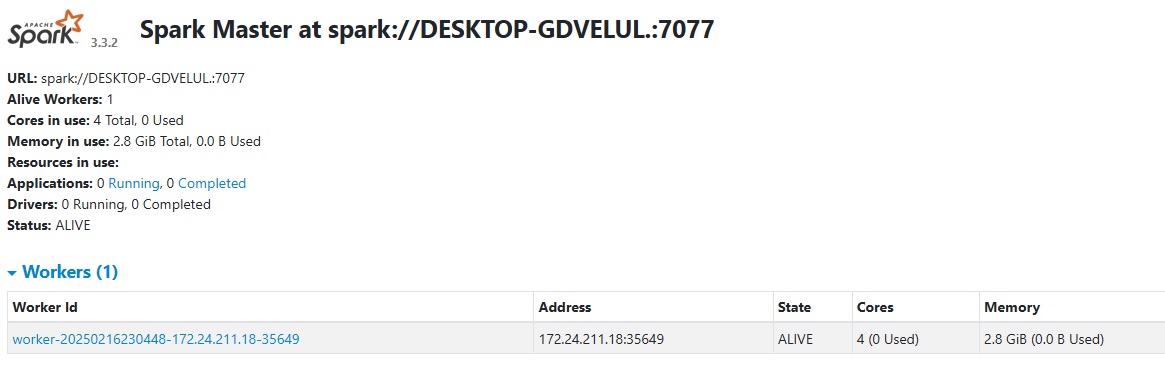 APACHE
Spark™ 3.3.2 Spark Master at spark://DESKTOP-GDVELUL.:7077
URL: spark://DESKTOP-GDVELUL.:7077
Alive Workers: 1
Cores in use: 4 Total, 0 Used
Memory in use: 2.8 GiB Total, 0.0 B Used
Resources in use:
Applications: 0 Running, 0 Completed
Drivers: 0 Running, 0 Completed
Status: ALIVE
Workers (1)
Worker Id Address State Cores Memory
worker-20250216230448-172.24.211.18-35649 172.24.211.18:35649 ALIVE 4 (0 Used) 2.8 GiB (0.0 B Used)